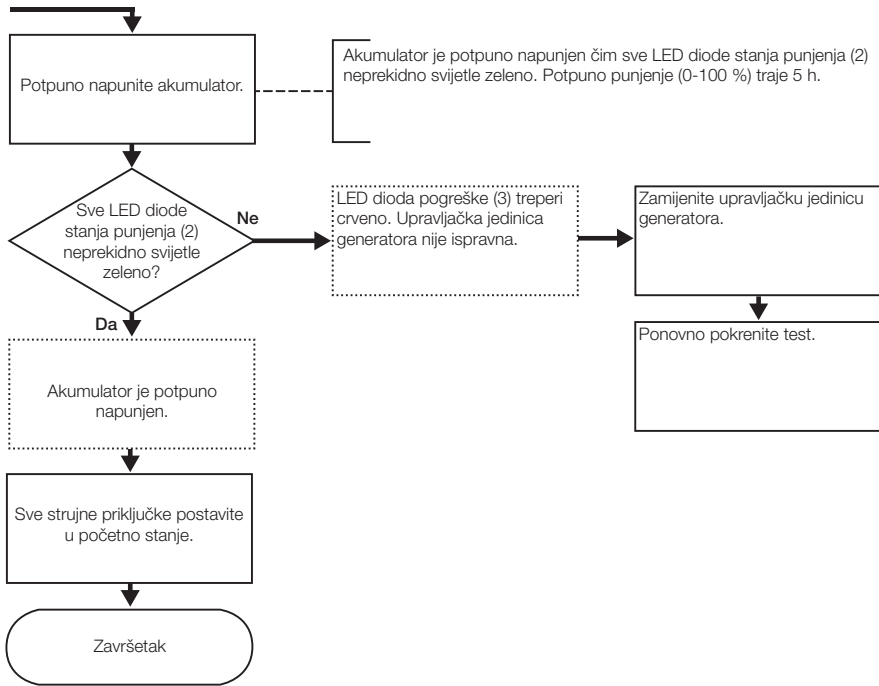 Potpuno napunite akumulator.
Akumulator je potpuno napunjen čim sve LED diode stanja punjenja (2)
neprekidno svijetle zeleno. Potpuno punjenje (0-100 %) traje 5 h.
Sve LED diode
stanja punjenja (2)
neprekidno svijetle
zeleno?
Ne
LED dioda pogreške (3) treperi
crveno. Upravljačka jedinica
generatora nije ispravna.
Zamijenite upravljačku jedinicu
generatora.
Ponovno pokrenite test.
Da
Akumulator je potpuno
napunjen.
Sve strujne priključke postavite
u početno stanje.
Završetak